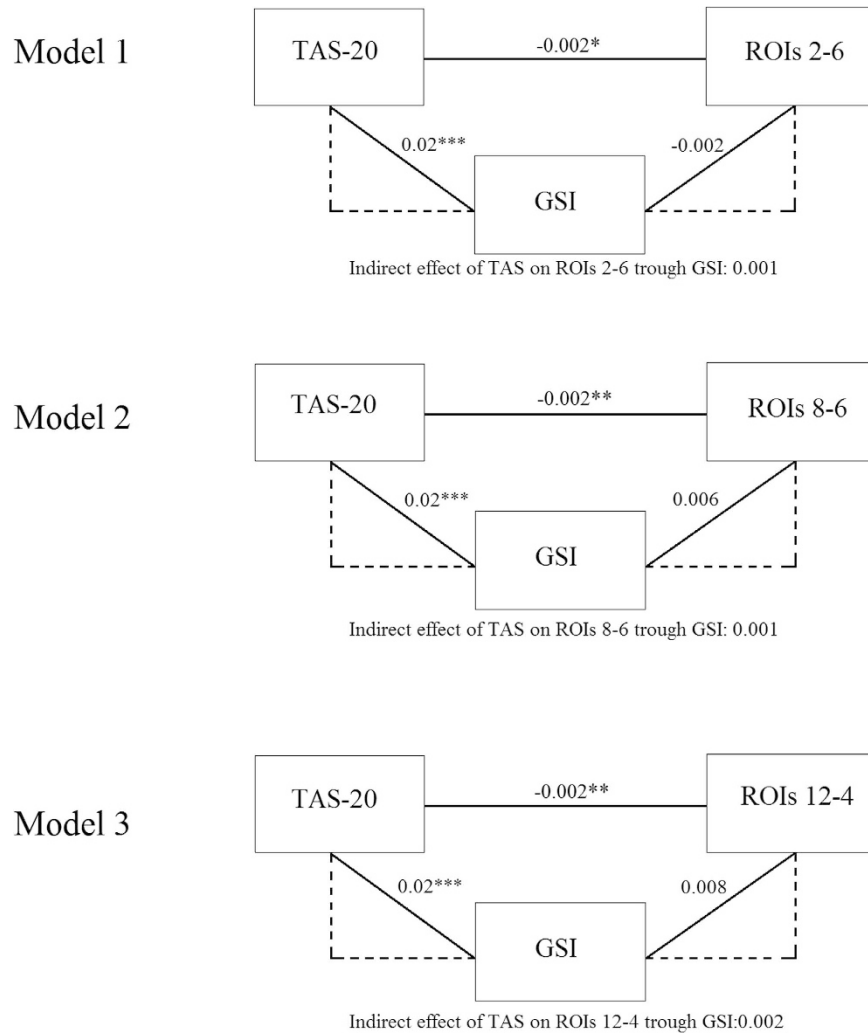 Model 1
TAS-20
-0.002*
ROIs 2-6
0.02***
-0.002
GSI
Indirect effect of TAS on ROIs 2-6 trough GSI: 0.001
Model 2
TAS-20
-0.002**
ROIs 8-6
0.02***
0.006
GSI
Indirect effect of TAS on ROIs 8-6 trough GSI: 0.001
Model 3
TAS-20
-0.002**
ROIs 12-4
0.02***
0.008
GSI
Indirect effect of TAS on ROIs 12-4 trough GSI:0.002